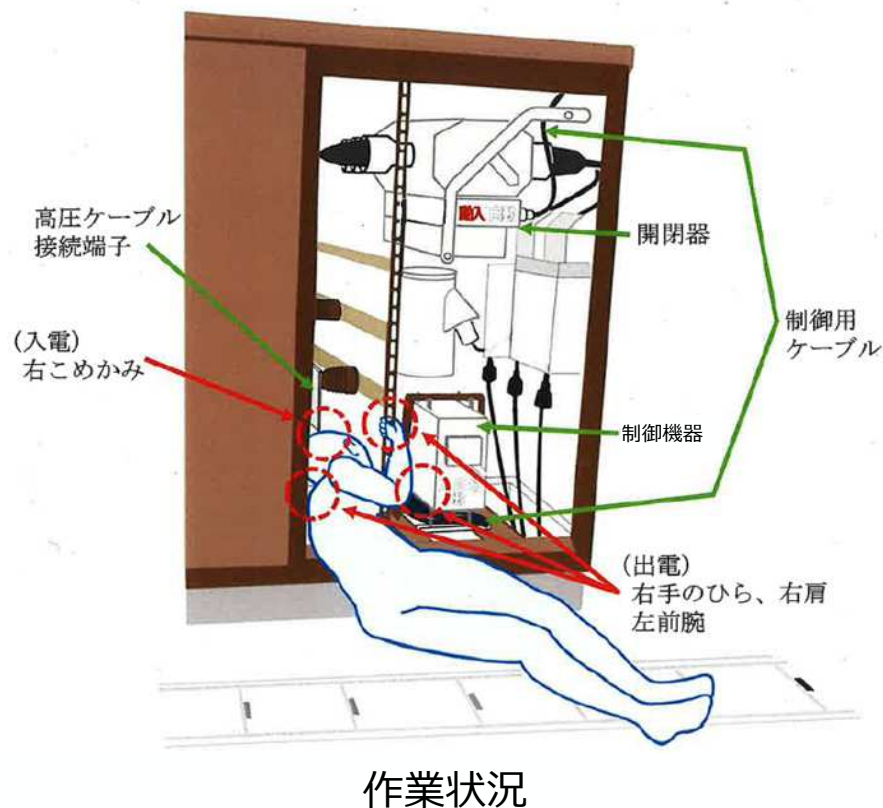 高圧ケーブル
接続端子
(入電)
右こめかみ
開閉器
制御用
ケーブル
制御機器
(出電)
右手のひら、右肩
左前腕
作業状況